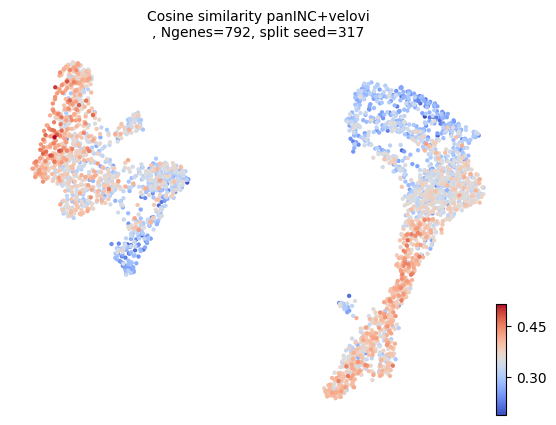 Cosine similarity panINC+velovi
, Ngenes=792, split seed=317
0.45
0.30